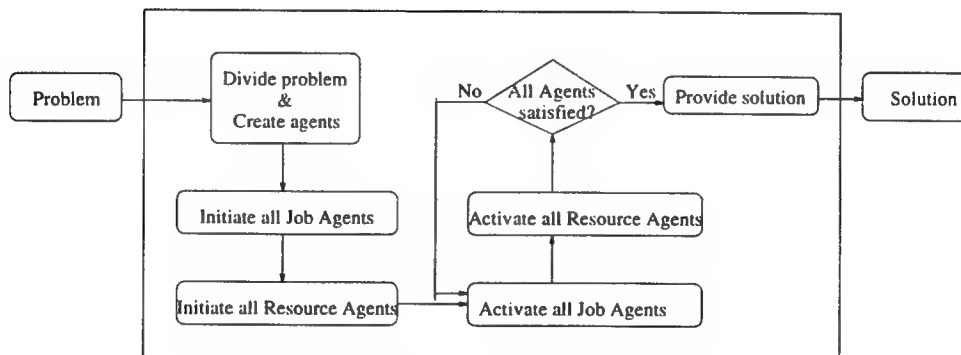 Problem
Divide problem
&
Create agents
Initiate all Job Agents
Initiate all Resource Agents
Activate all Job Agents
Activate all Resource Agents
All Agents
satisfied?
No
Yes
Provide solution
Solution